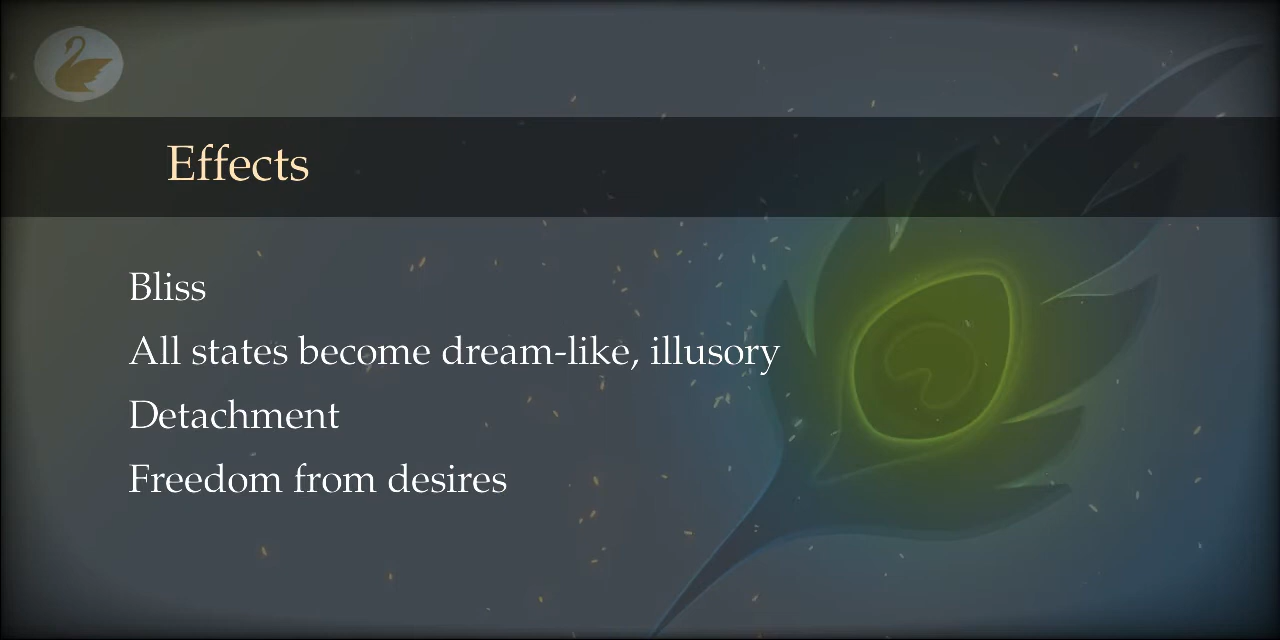 Effects
Bliss
All states become dream-like, illusory
Detachment
Freedom from desires